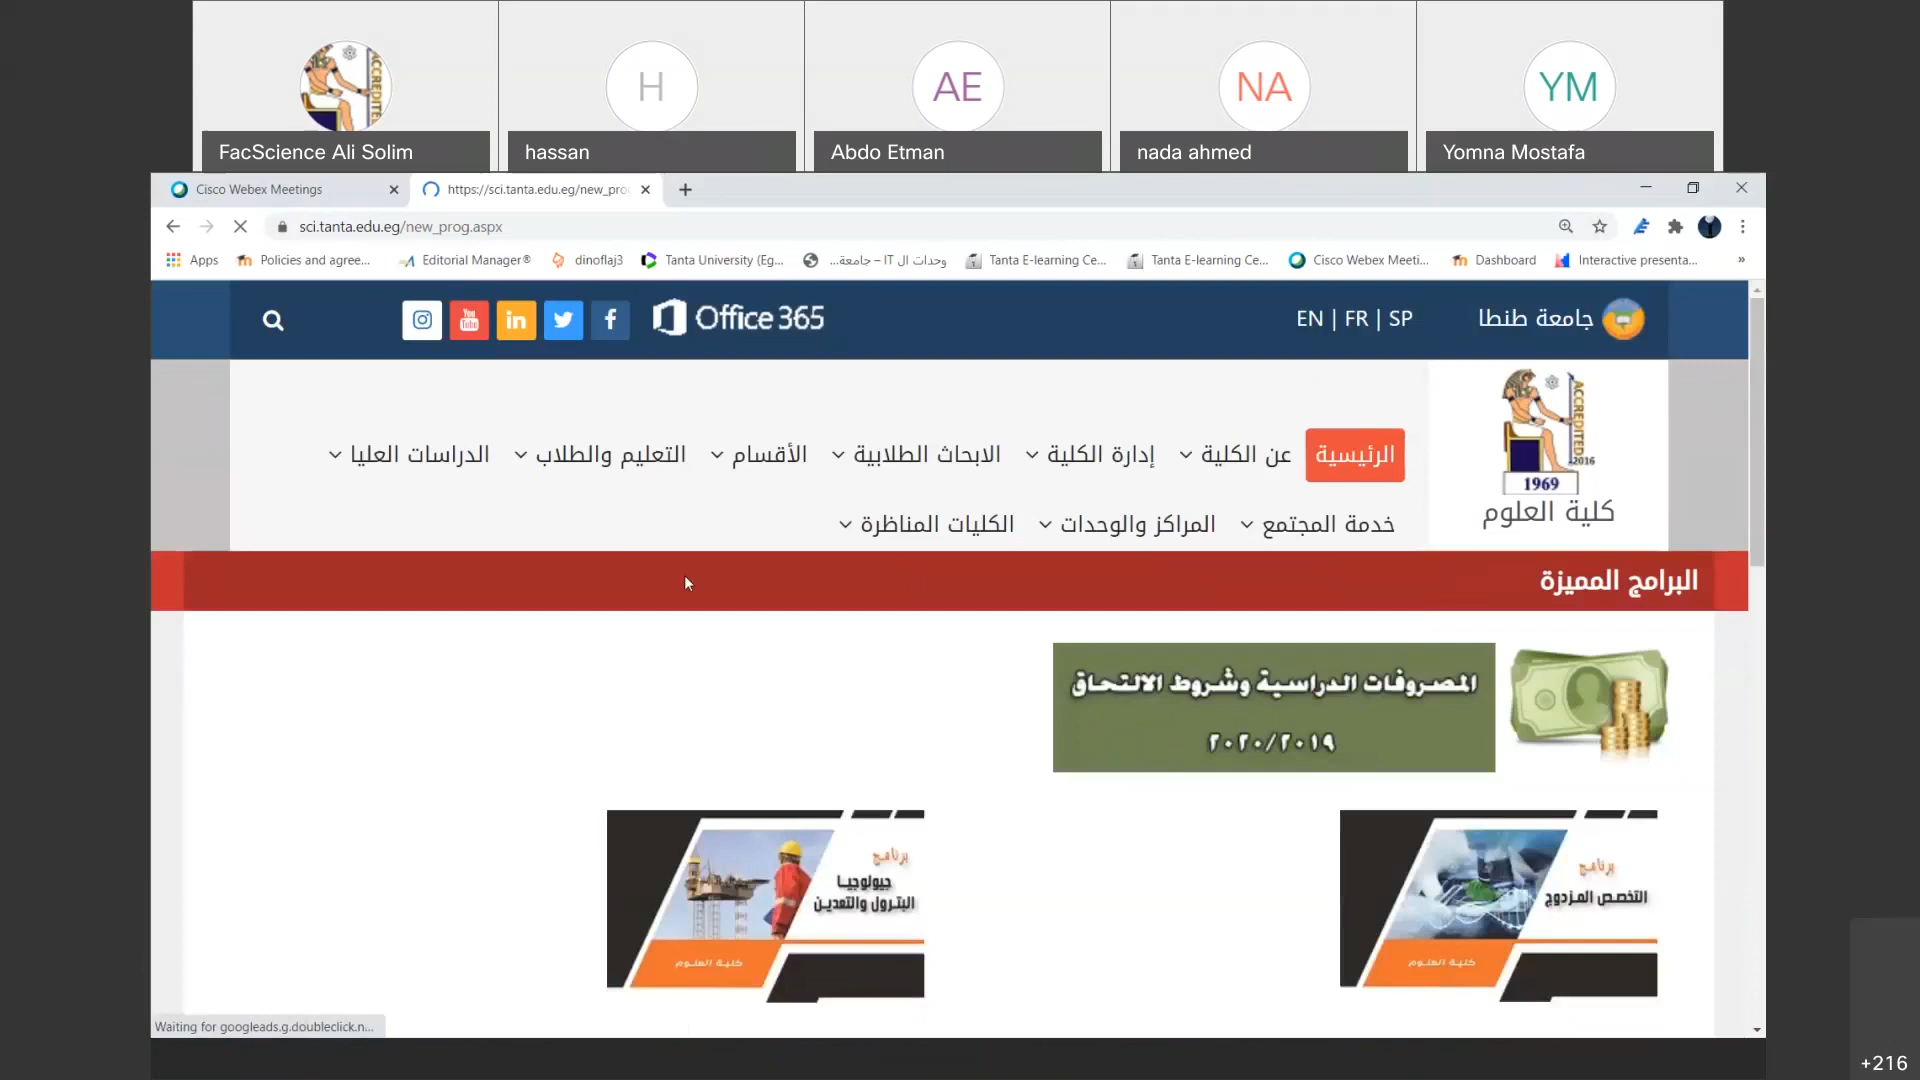 ACCREDITED
H
AE
NA
YM
FacScience Ali Solim
hassan
Abdo Etman
nada ahmed
Yomna Mostafa
Cisco Webex Meetings
https://sci.tanta.edu.eg/new_pro
sci.tanta.edu.eg/new_prog.aspx
Apps
Policies and agree...
Editorial Manager®
dinoflaj3
Tanta University (Eg...
وحدات ال IT – جامعة...
Tanta E-learning Ce...
Tanta E-learning Ce...
Cisco Webex Meeti...
Dashboard
Interactive presenta...
»
You Tube
in
f
Office 365
EN | FR | SP
جامعة طنطا
ACCREDITED
2016
1969
كلية العلوم
الرئيسية
عن الكلية
إدارة الكلية
الابحاث الطلابية
الأقسام
التعليم والطلاب
الدراسات العليا
خدمة المجتمع
المراكز والوحدات
الكليات المناظرة
البرامج المميزة
المصروفات الدراسية وشروط الالتحاق
٢٠٢٠/٢٠١٩
برنامج
التخصص المزدوج
كلية العلوم
برنامج
جيولوجيا
البترول والتعدين
كلية العلوم
Waiting for googleads.g.doubleclick.n...
+216